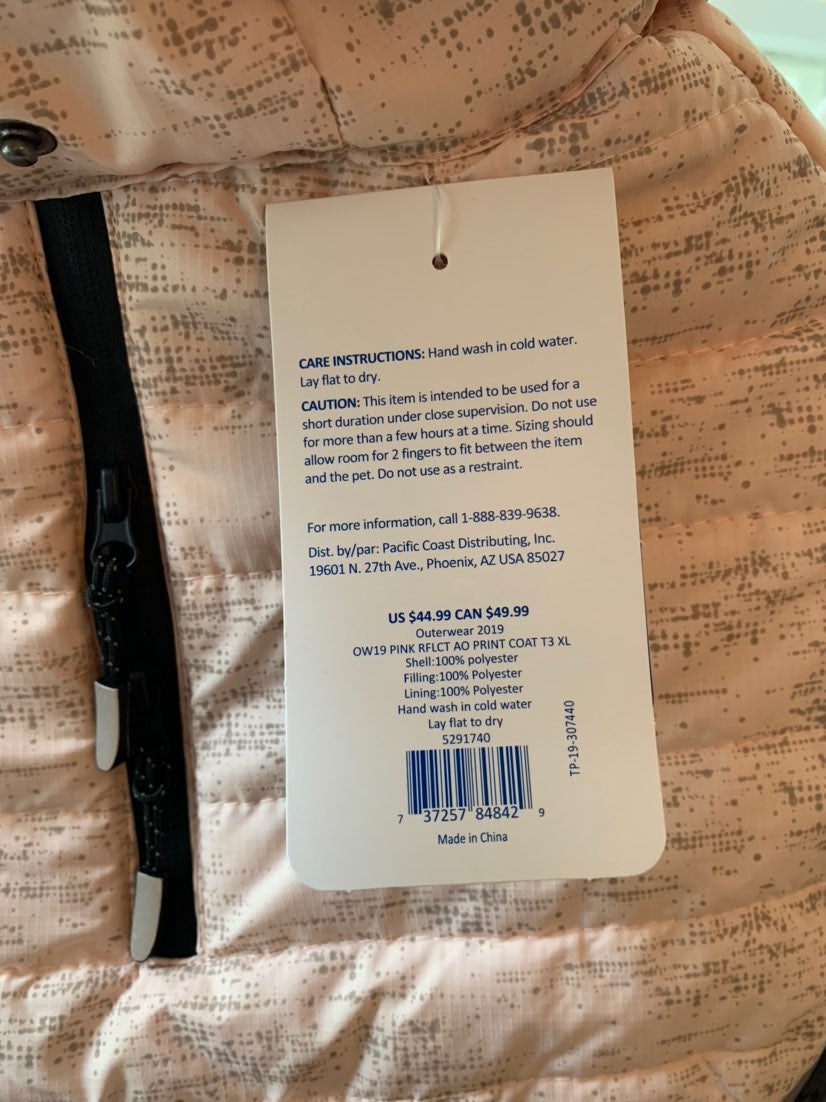 CARE INSTRUCTIONS: Hand wash in cold water.
Lay flat to dry.
CAUTION: This item is intended to be used for a
short duration under close supervision. Do not use
for more than a few hours at a time. Sizing should
allow room for 2 fingers to fit between the item
and the pet. Do not use as a restraint.
For more information, call 1-888-839-9638.
Dist. by/par: Pacific Coast Distributing, Inc.
19601 N. 27th Ave., Phoenix, AZ USA 85027
US $44.99 CAN $49.99
Outerwear 2019
OW19 PINK RFLCT AO PRINT COAT T3 XL
Shell:100% polyester
Filling:100% Polyester
Lining:100% Polyester
Hand wash in cold water
Lay flat to dry
5291740
7 37257 84842 9
Made in China
TP-19-307440